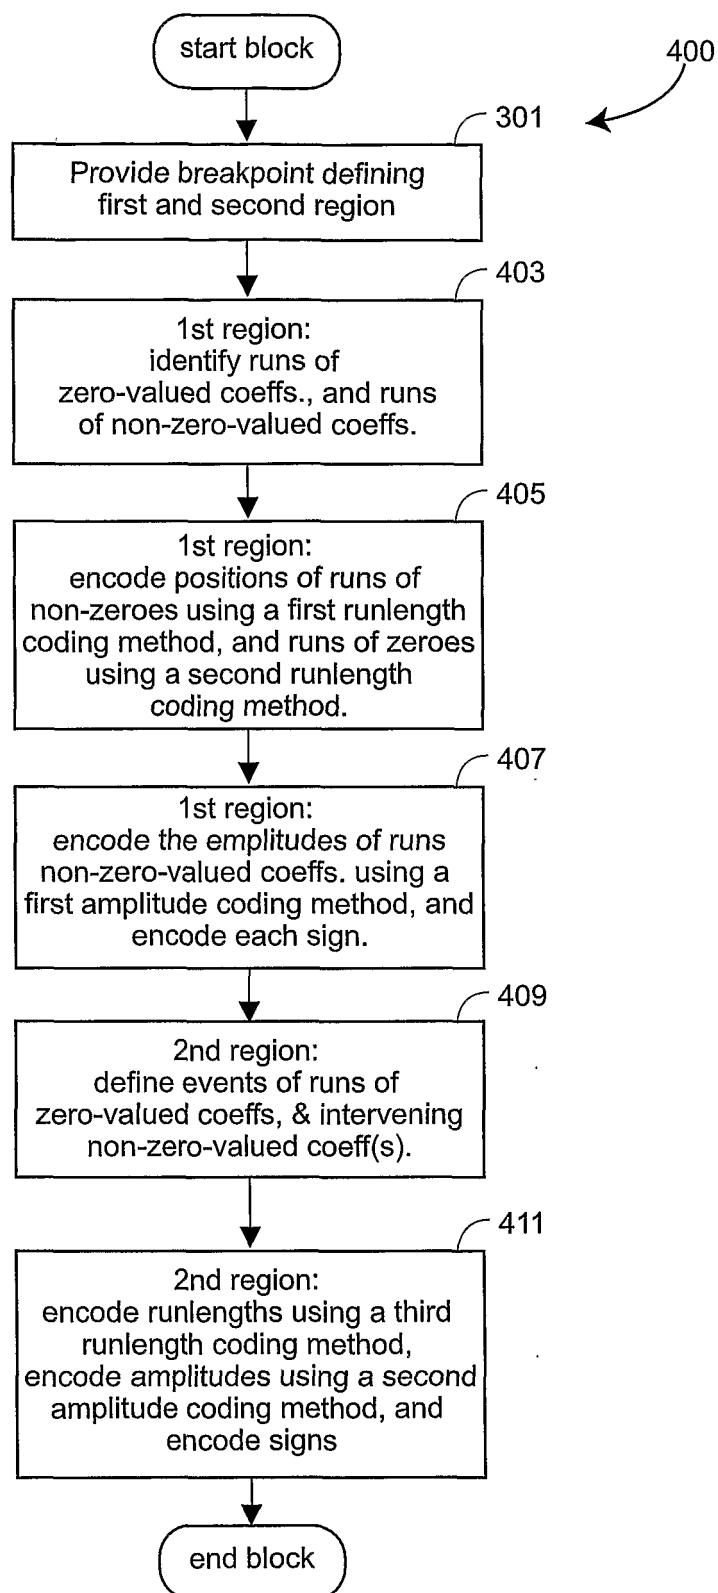 start block
400
301
Provide breakpoint defining
first and second region
403
1st region:
identify runs of
zero-valued coeffs., and runs
of non-zero-valued coeffs.
405
1st region:
encode positions of runs of
non-zeroes using a first runlength
coding method, and runs of zeroes
using a second runlength
coding method.
407
1st region:
encode the emplitudes of runs
non-zero-valued coeffs. using a
first amplitude coding method, and
encode each sign.
409
2nd region:
define events of runs of
zero-valued coeffs, & intervening
non-zero-valued coeff(s).
411
2nd region:
encode runlengths using a third
runlength coding method,
encode amplitudes using a second
amplitude coding method, and
encode signs
end block